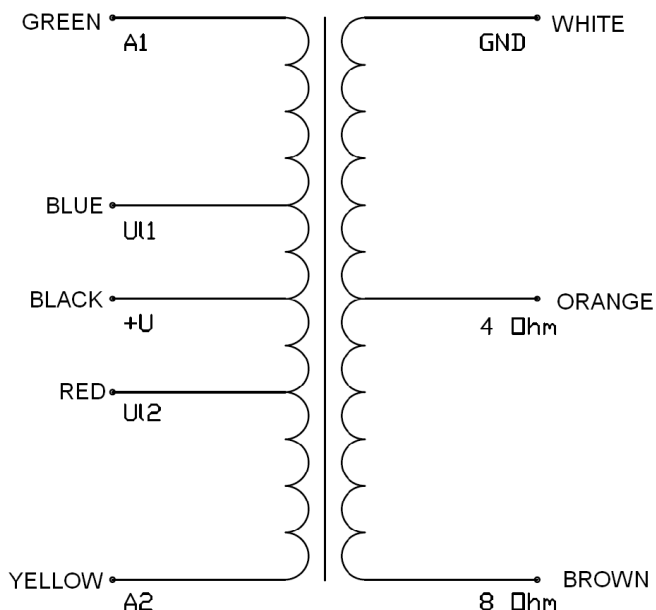 GREEN
A1
BLUE
Ul1
BLACK
+U
RED
Ul2
YELLOW
A2
WHITE
GND
ORANGE
4 Ohm
BROWN
8 Ohm